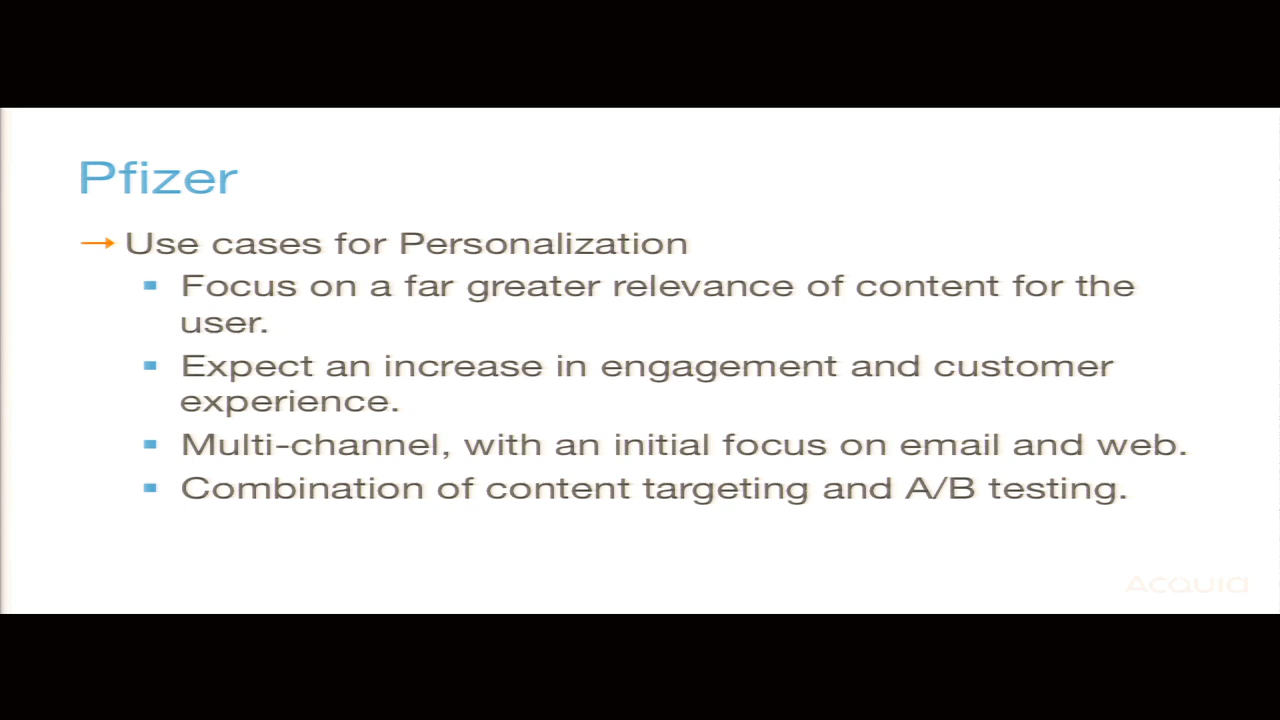 Pfizer
→ Use cases for Personalization
▪ Focus on a far greater relevance of content for the
user.
▪ Expect an increase in engagement and customer
experience.
▪ Multi-channel, with an initial focus on email and web.
▪ Combination of content targeting and A/B testing.
Acquia